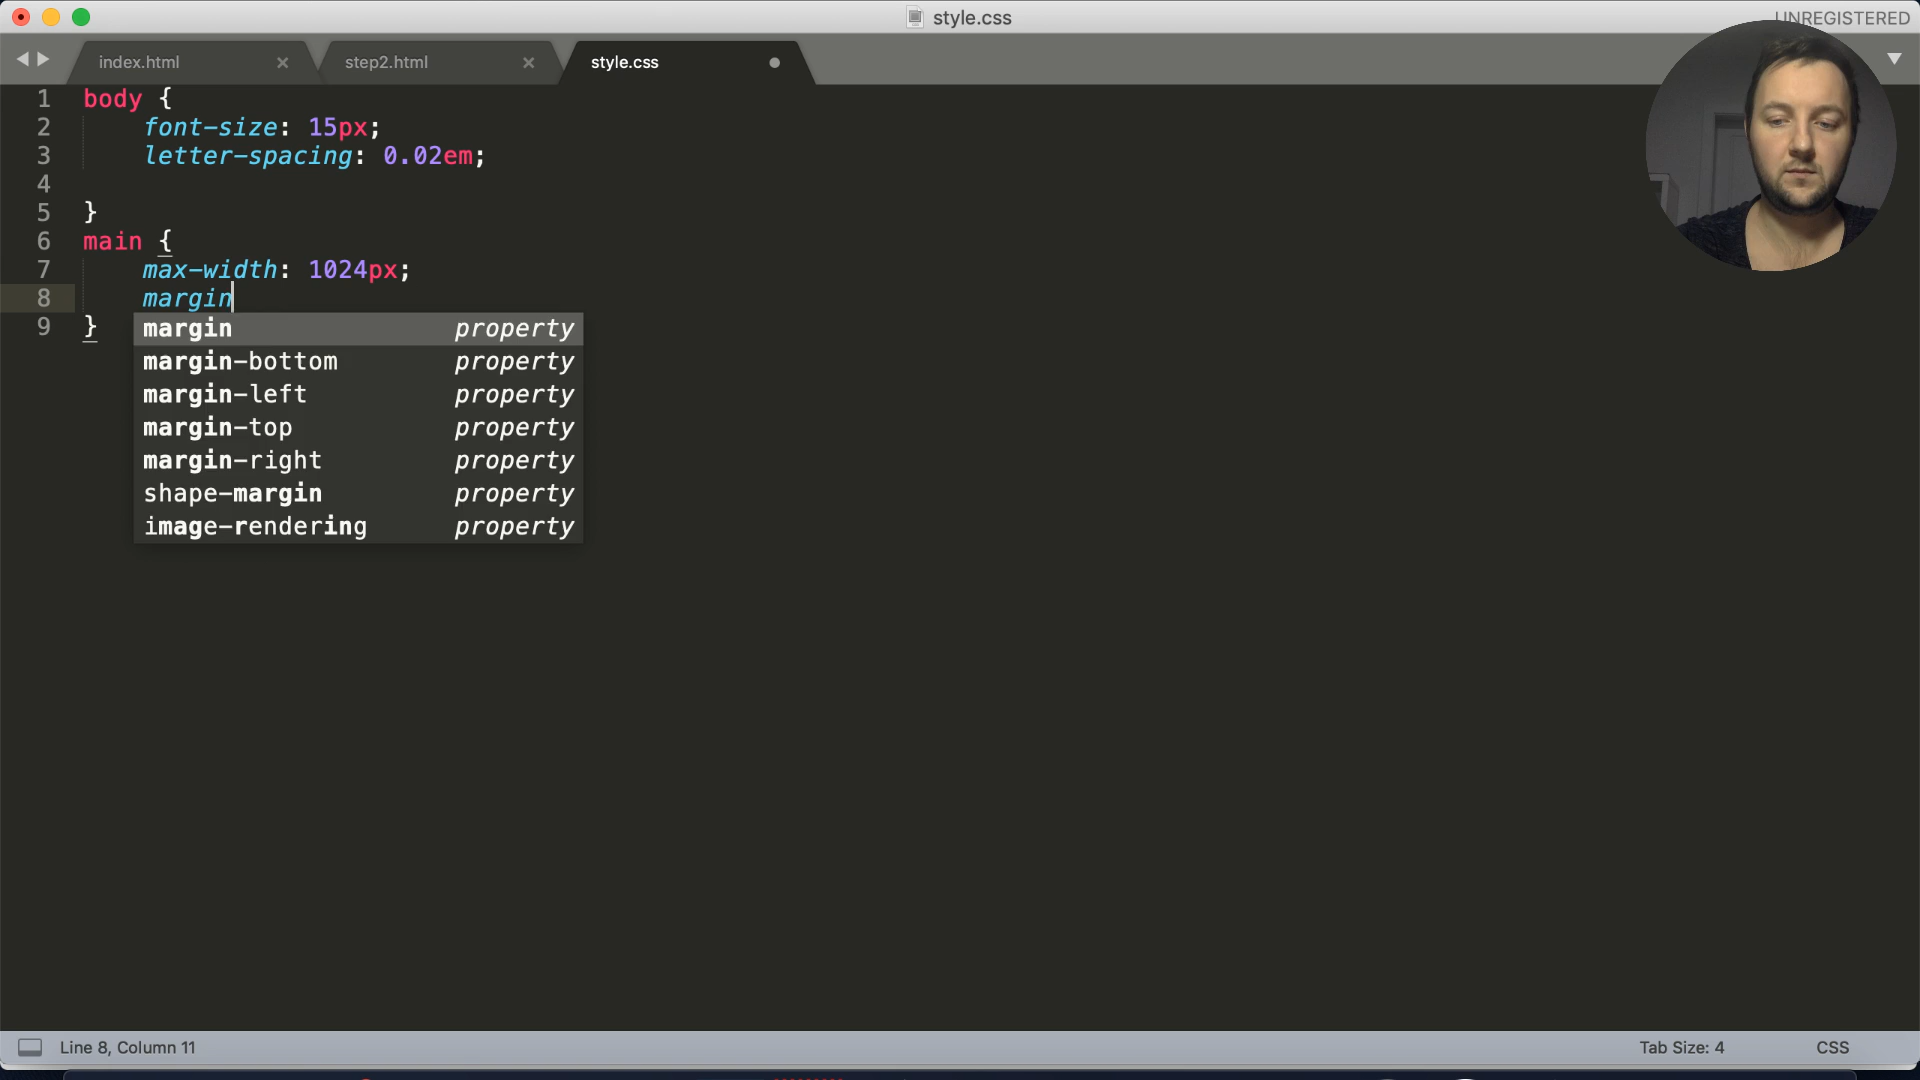 style.css
UNREGISTERED
index.html
step2.html
style.css
1 body {
2 font-size: 15px;
3 letter-spacing: 0.02em;
4
5 }
6 main {
7 max-width: 1024px;
8 margin
9 }
margin property
margin-bottom property
margin-left property
margin-top property
margin-right property
shape-margin property
image-rendering property
Line 8, Column 11
Tab Size: 4
CSS